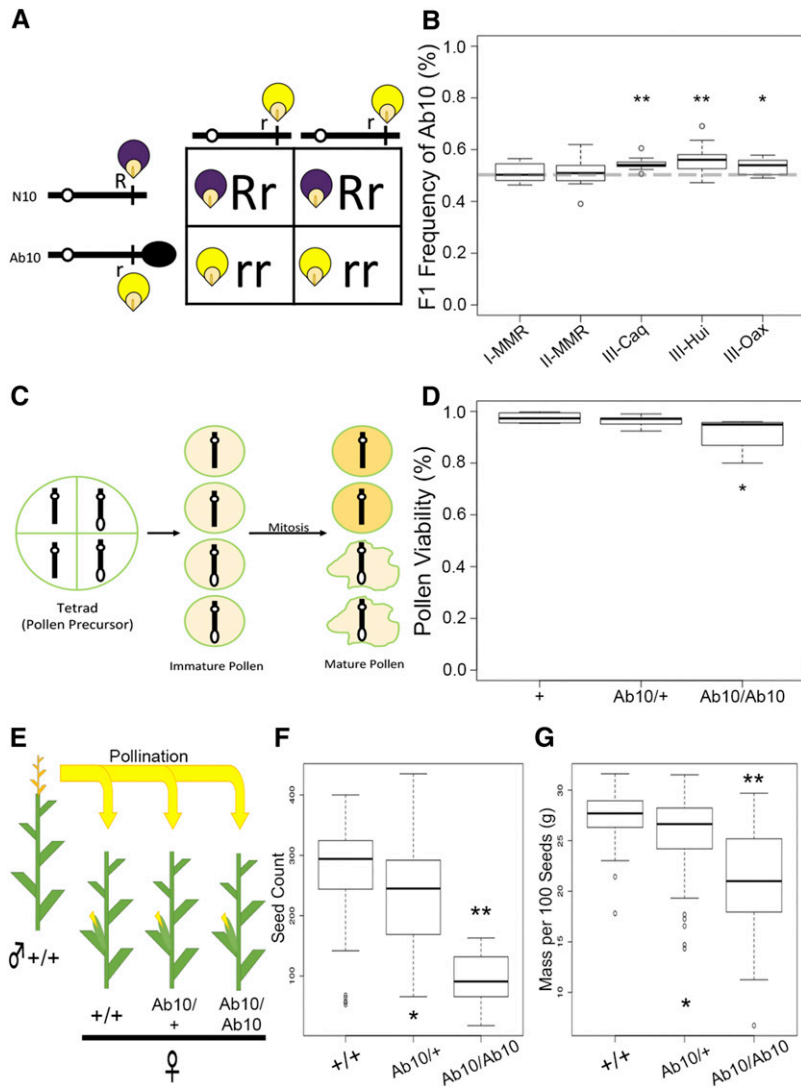 A
r
r
R
N10
Rr
Rr
Ab10
r
rr
rr
B
F1 Frequency of Ab10 (%)
1.0
0.8
0.6
0.4
0.2
0.0
**
**
*
I-MMR
II-MMR
III-Caq
III-Hui
III-Oax
C
Tetrad
(Pollen Precursor)
Immature Pollen
Mitosis
Mature Pollen
D
Pollen Viability (%)
1.0
0.8
0.6
0.4
0.2
0.0
*
+
Ab10/+
Ab10/Ab10
E
Pollination
♂+/+
+/+
Ab10/
+
Ab10/
Ab10
♀
F
Seed Count
400
300
200
100
*
**
+/+
Ab10/+
Ab10/Ab10
G
Mass per 100 Seeds (g)
30
25
20
15
10
*
**
+/+
Ab10/+
Ab10/Ab10